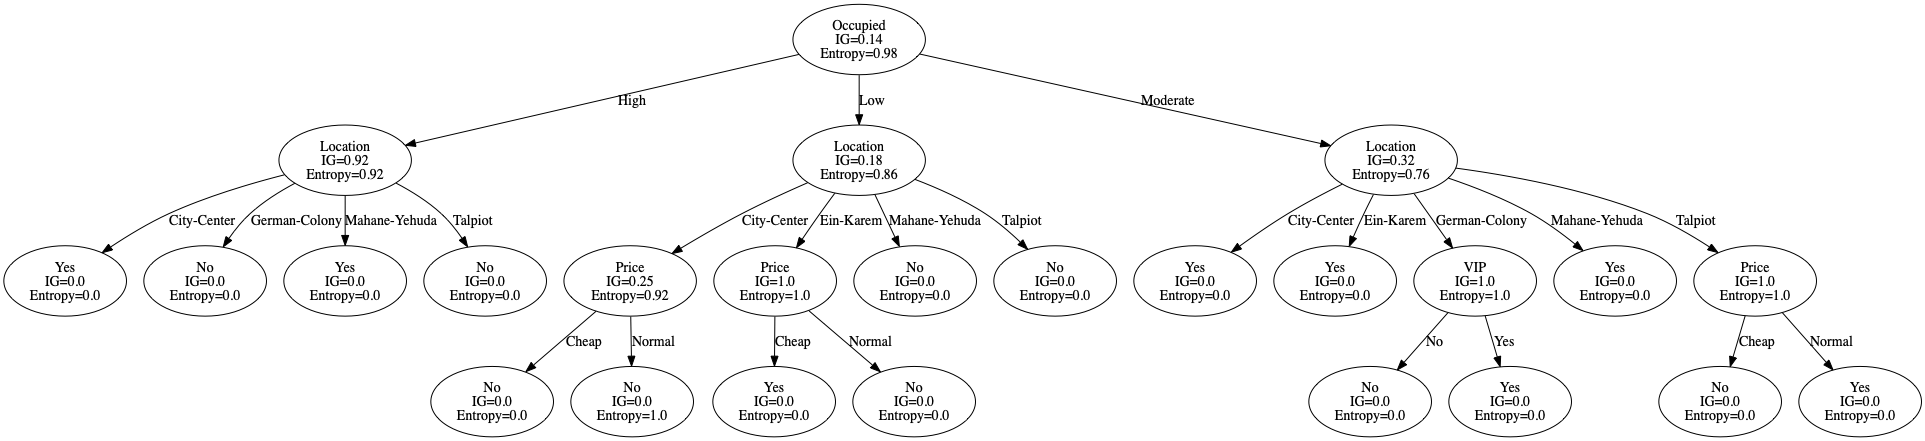 Occupied
IG=0.14
Entropy=0.98
High
Low
Moderate
Location
IG=0.92
Entropy=0.92
Location
IG=0.18
Entropy=0.86
Location
IG=0.32
Entropy=0.76
City-Center
German-Colony
Mahane-Yehuda
Talpiot
City-Center
Ein-Karem
Mahane-Yehuda
Talpiot
City-Center
Ein-Karem
German-Colony
Mahane-Yehuda
Talpiot
Yes
IG=0.0
Entropy=0.0
No
IG=0.0
Entropy=0.0
Yes
IG=0.0
Entropy=0.0
No
IG=0.0
Entropy=0.0
Price
IG=0.25
Entropy=0.92
Price
IG=1.0
Entropy=1.0
No
IG=0.0
Entropy=0.0
No
IG=0.0
Entropy=0.0
Yes
IG=0.0
Entropy=0.0
Yes
IG=0.0
Entropy=0.0
VIP
IG=1.0
Entropy=1.0
Yes
IG=0.0
Entropy=0.0
Price
IG=1.0
Entropy=1.0
Cheap
Normal
Cheap
Normal
No
Yes
Cheap
Normal
No
IG=0.0
Entropy=0.0
No
IG=0.0
Entropy=1.0
Yes
IG=0.0
Entropy=0.0
No
IG=0.0
Entropy=0.0
No
IG=0.0
Entropy=0.0
Yes
IG=0.0
Entropy=0.0
No
IG=0.0
Entropy=0.0
Yes
IG=0.0
Entropy=0.0